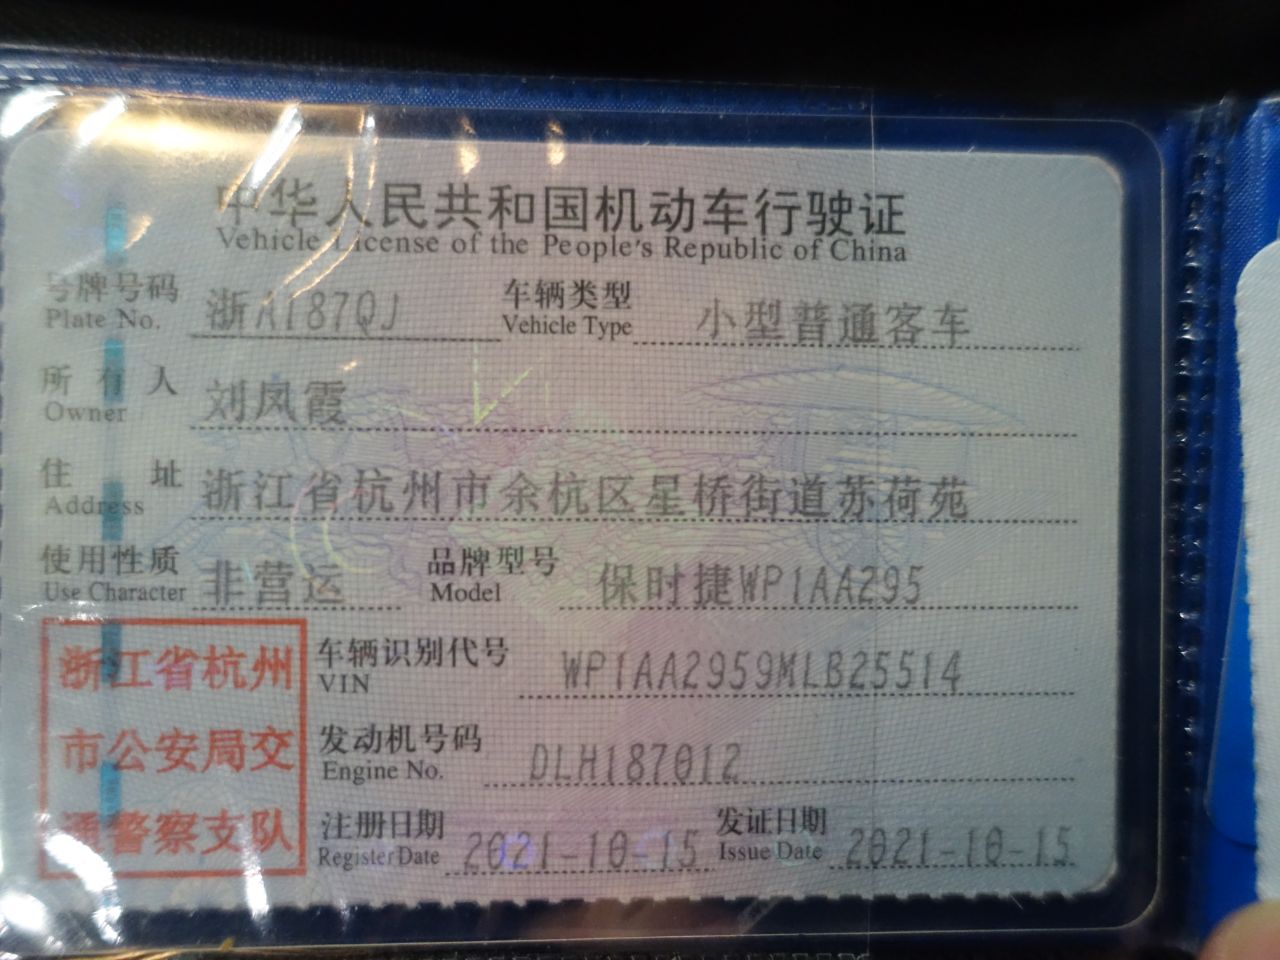 中华人民共和国机动车行驶证
Vehicle License of the People's Republic of China
号牌号码 浙A187QJ 车辆类型 小型普通客车
Plate No. Vehicle Type
所有人 刘凤霞
Owner
住址 浙江省杭州市余杭区星桥街道苏荷苑
Address
使用性质 非营运 品牌型号 保时捷WP1AA295
Use Character Model
浙江省杭州 车辆识别代号 WP1AA2959MLB25514
VIN
市公安局交 发动机号码 DLH187012
Engine No.
通警察支队 注册日期 2021-10-15 发证日期 2021-10-15
Register Date Issue Date